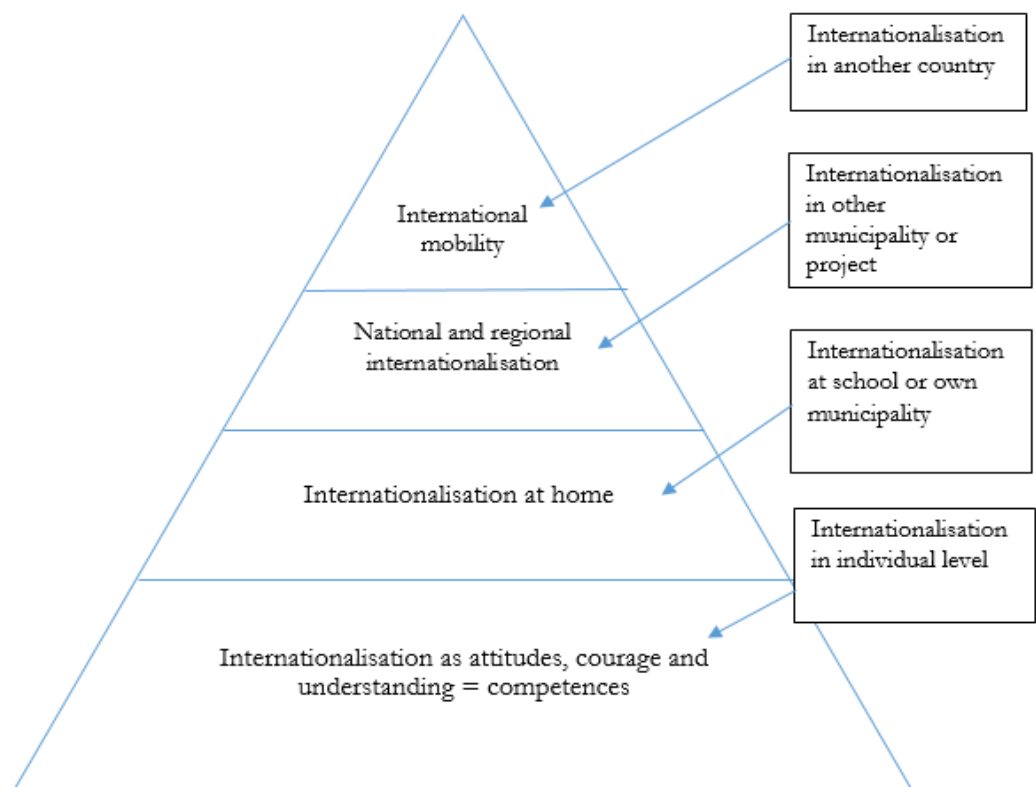 Internationalisation
in another country
International
mobility
Internationalisation
in other
municipality or
project
National and regional
internationalisation
Internationalisation
at school or own
municipality
Internationalisation at home
Internationalisation
in individual level
Internationalisation as attitudes, courage and
understanding = competences